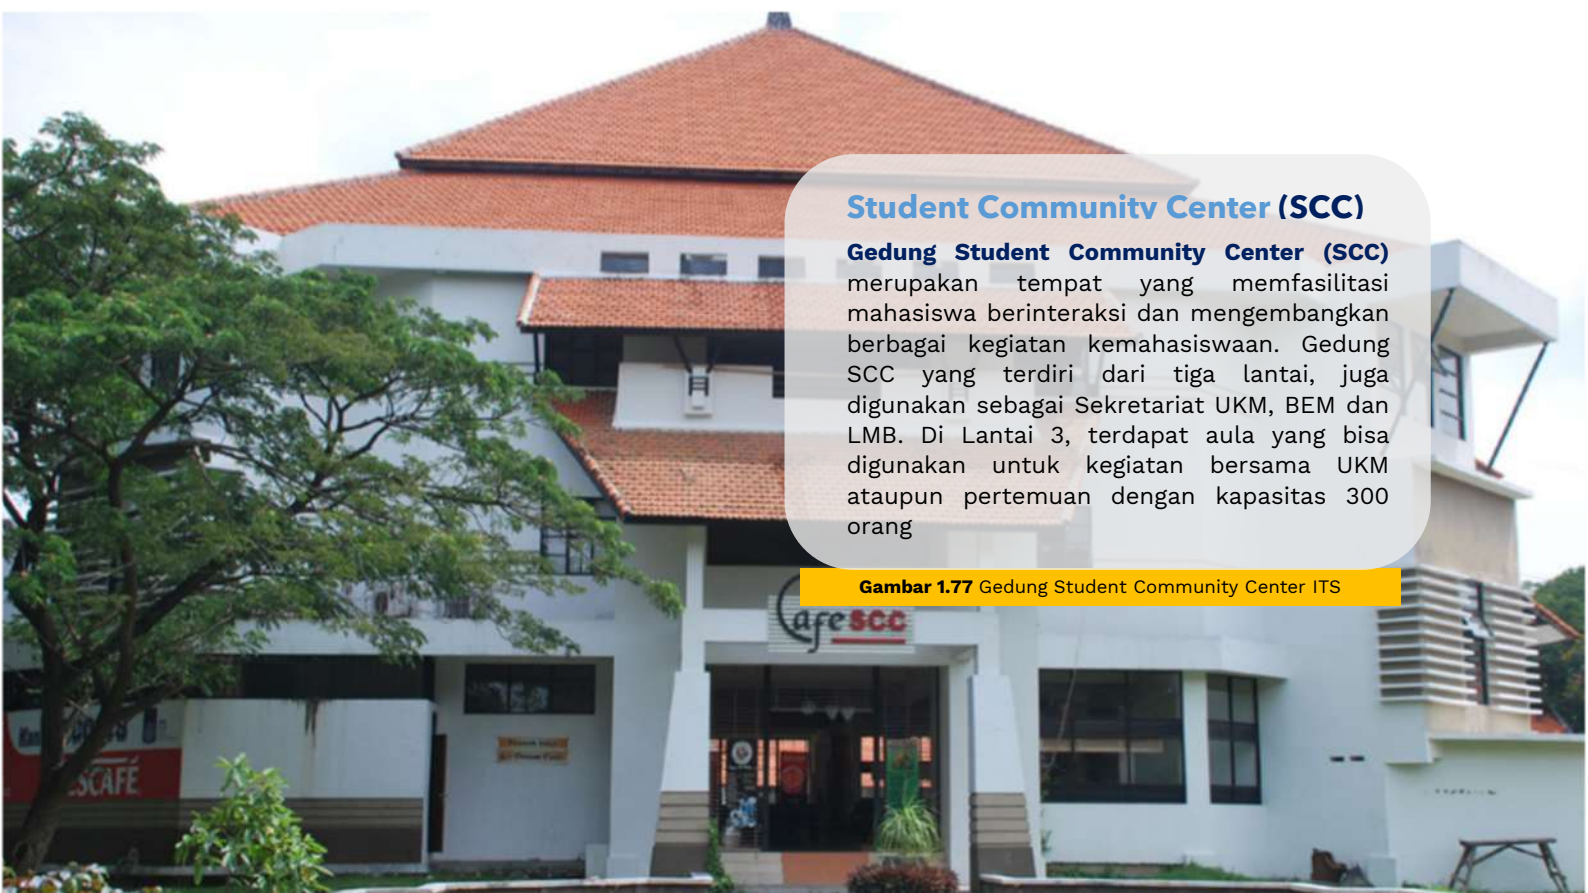 Student Community Center (SCC)
Gedung Student Community Center (SCC)
merupakan tempat yang memfasilitasi
mahasiswa berinteraksi dan mengembangkan
berbagai kegiatan kemahasiswaan. Gedung
SCC yang terdiri dari tiga lantai, juga
digunakan sebagai Sekretariat UKM, BEM dan
LMB. Di Lantai 3, terdapat aula yang bisa
digunakan untuk kegiatan bersama UKM
ataupun pertemuan dengan kapasitas 300
orang
Gambar 1.77 Gedung Student Community Center ITS
Cafe SCC